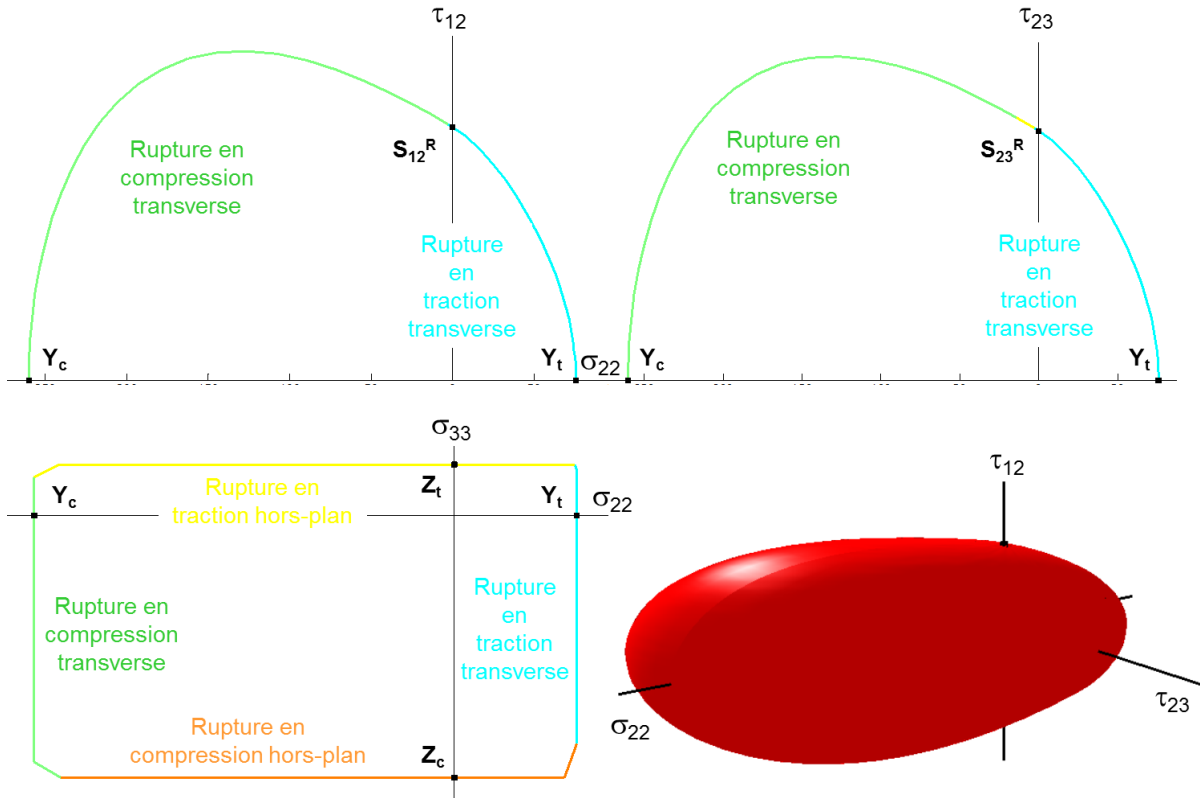 τ12
Rupture en
compression
transverse
S12R
Rupture
en
traction
transverse
Yc
Yt
σ22
τ23
Rupture en
compression
transverse
S23R
Rupture
en
traction
transverse
Yc
Yt
σ33
Yc
Rupture en
traction hors-plan
Zt
Yt
σ22
Rupture en
compression
transverse
Rupture
en
traction
transverse
Rupture en
compression hors-plan
Zc
τ12
σ22
τ23